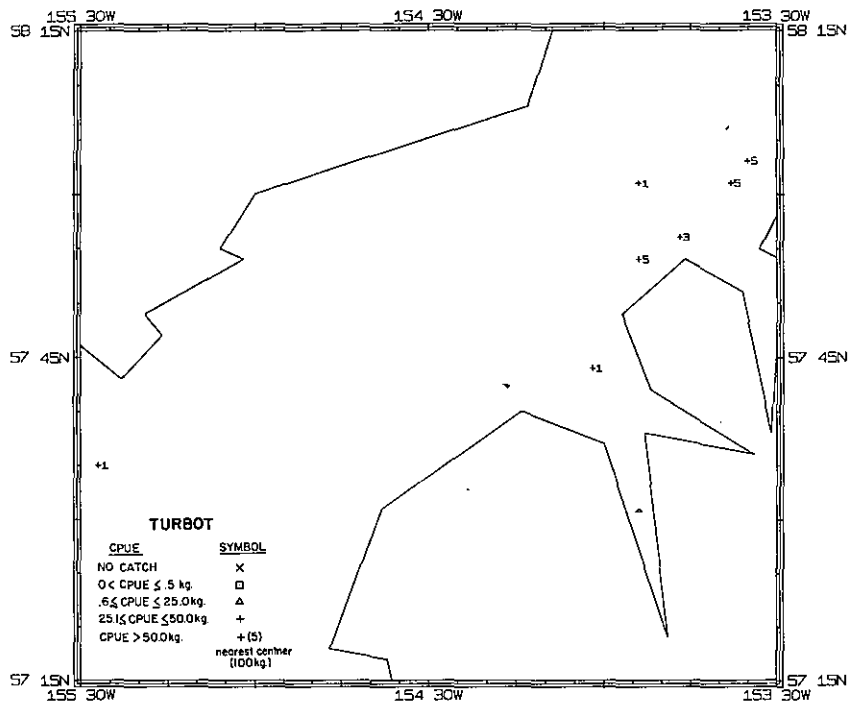 155 30W 154 30W 153 30W
58 15N 58 15N
+5
+1 +5
+3
+5
57 45N 57 45N
+1
+1
TURBOT
CPUE SYMBOL
NO CATCH ×
0 < CPUE ≤ .5 kg. □
.6 ≤ CPUE ≤ 25.0kg. △
25.1 ≤ CPUE ≤ 50.0kg. +
CPUE > 50.0kg. +(5)
nearest centner
(100kg.)
57 15N 57 15N
155 30W 154 30W 153 30W